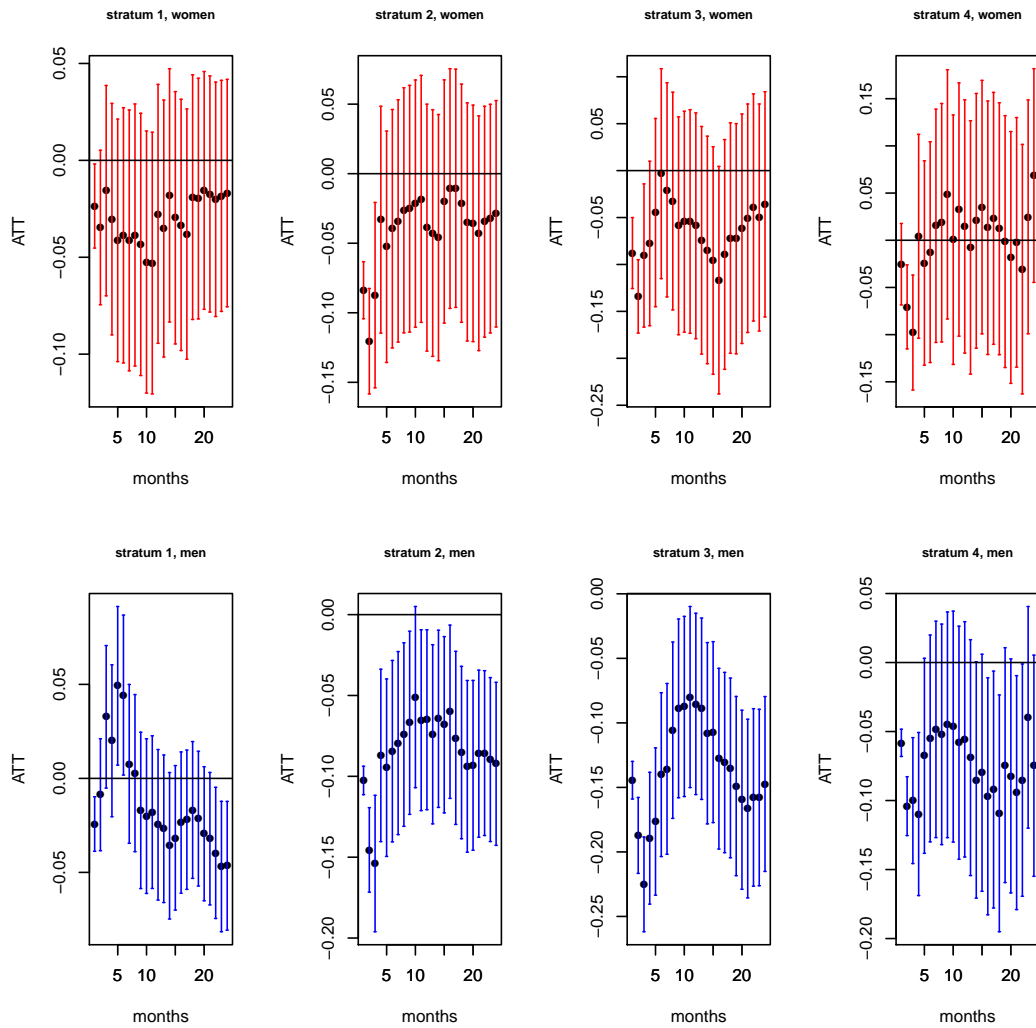 stratum 1, women
stratum 2, women
stratum 3, women
stratum 4, women
ATT
0.05
0.00
−0.05
−0.10
5
10
20
months
ATT
0.05
0.00
−0.05
−0.10
−0.15
5
10
20
months
ATT
0.05
−0.05
−0.15
−0.25
5
10
20
months
ATT
0.15
0.05
−0.05
−0.15
5
10
20
months
stratum 1, men
stratum 2, men
stratum 3, men
stratum 4, men
ATT
0.05
0.00
−0.05
5
10
20
months
ATT
0.00
−0.05
−0.10
−0.15
−0.20
5
10
20
months
ATT
0.00
−0.05
−0.10
−0.15
−0.20
−0.25
5
10
20
months
ATT
0.05
0.00
−0.05
−0.10
−0.15
−0.20
5
10
20
months